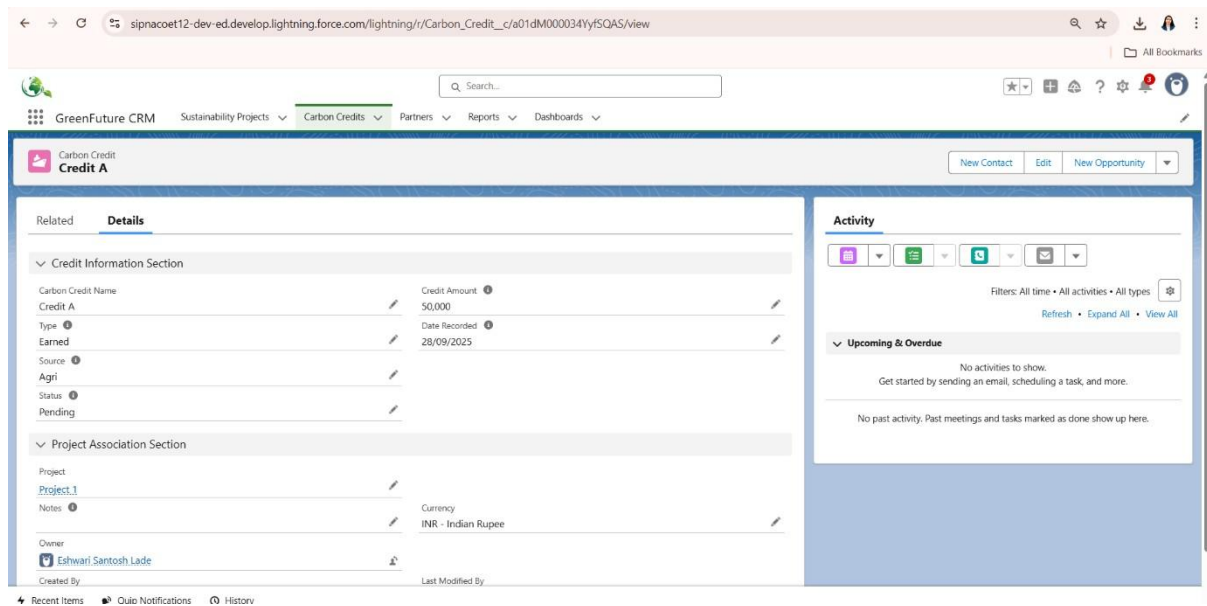 sipnacoet12-dev-ed.develop.lightning.force.com/lightning/r/Carbon_Credit__c/a01dM000034YyfSQAS/view
All Bookmarks
Search...
3
GreenFuture CRM Sustainability Projects Carbon Credits Partners Reports Dashboards
Carbon Credit
Credit A
New Contact Edit New Opportunity
Related Details
Credit Information Section
Carbon Credit Name Credit Amount
Credit A 50,000
Type Date Recorded
Earned 28/09/2025
Source
Agri
Status
Pending
Project Association Section
Project
Project 1
Notes Currency
INR - Indian Rupee
Owner
Eshwari Santosh Lade
Created By Last Modified By
Activity
Filters: All time • All activities • All types
Refresh • Expand All • View All
Upcoming & Overdue
No activities to show.
Get started by sending an email, scheduling a task, and more.
No past activity. Past meetings and tasks marked as done show up here.
Recent Items Quip Notifications History